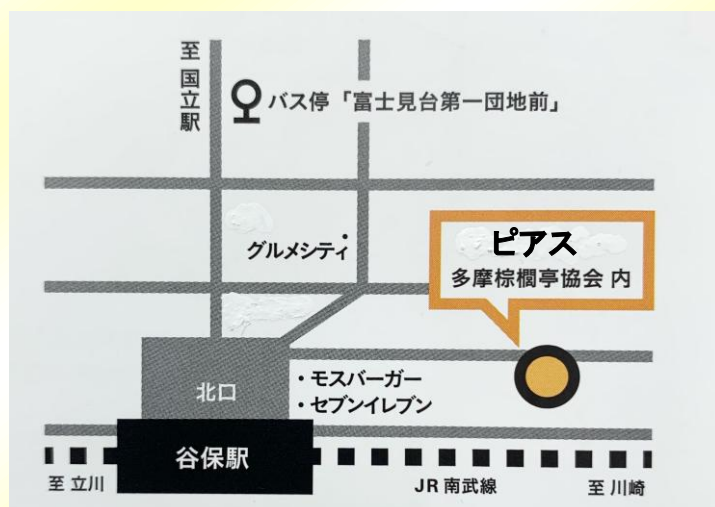 至 国立駅
バス停「富士見台第一団地前」
グルメシティ
ピアス
多摩棕櫚亭協会 内
北口
・モスバーガー
・セブンイレブン
谷保駅
至 立川
JR 南武線
至 川崎